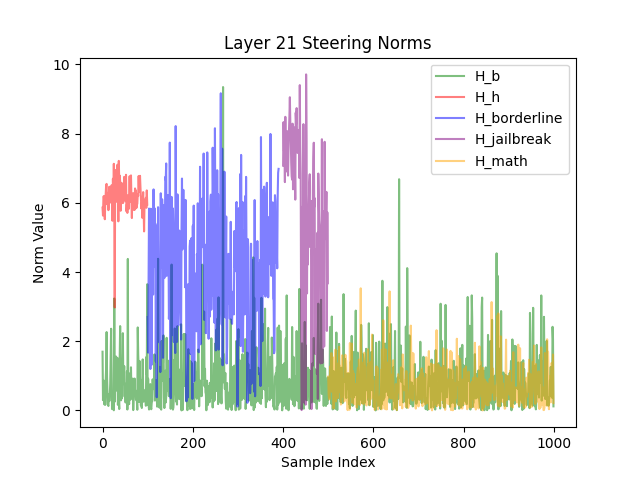 Layer 21 Steering Norms
Norm Value
10
8
6
4
2
0
H_b
H_h
H_borderline
H_jailbreak
H_math
0 200 400 600 800 1000
Sample Index